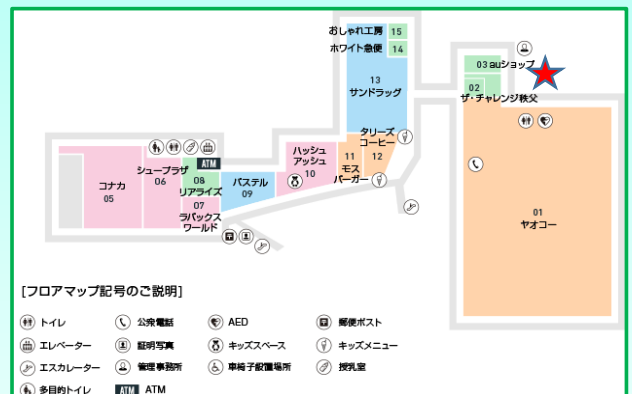 おしゃれ工房 15
ホワイト急便 14
13
サンドラッグ
03 auショップ
02
ザ・チャレンジ秩父
タリーズ
コーヒー
12
11
モス
バーガー
ハッシュ
アッシュ
10
ATM
シュープラザ
06
08
リアライズ
パステル
09
コナカ
05
07
ラパックス
ワールド
01
ヤオコー
[フロアマップ記号のご説明]
トイレ 公衆電話 AED 郵便ポスト
エレベーター 証明写真 キッズスペース キッズメニュー
エスカレーター 管理事務所 車椅子設置場所 授乳室
多目的トイレ ATM ATM